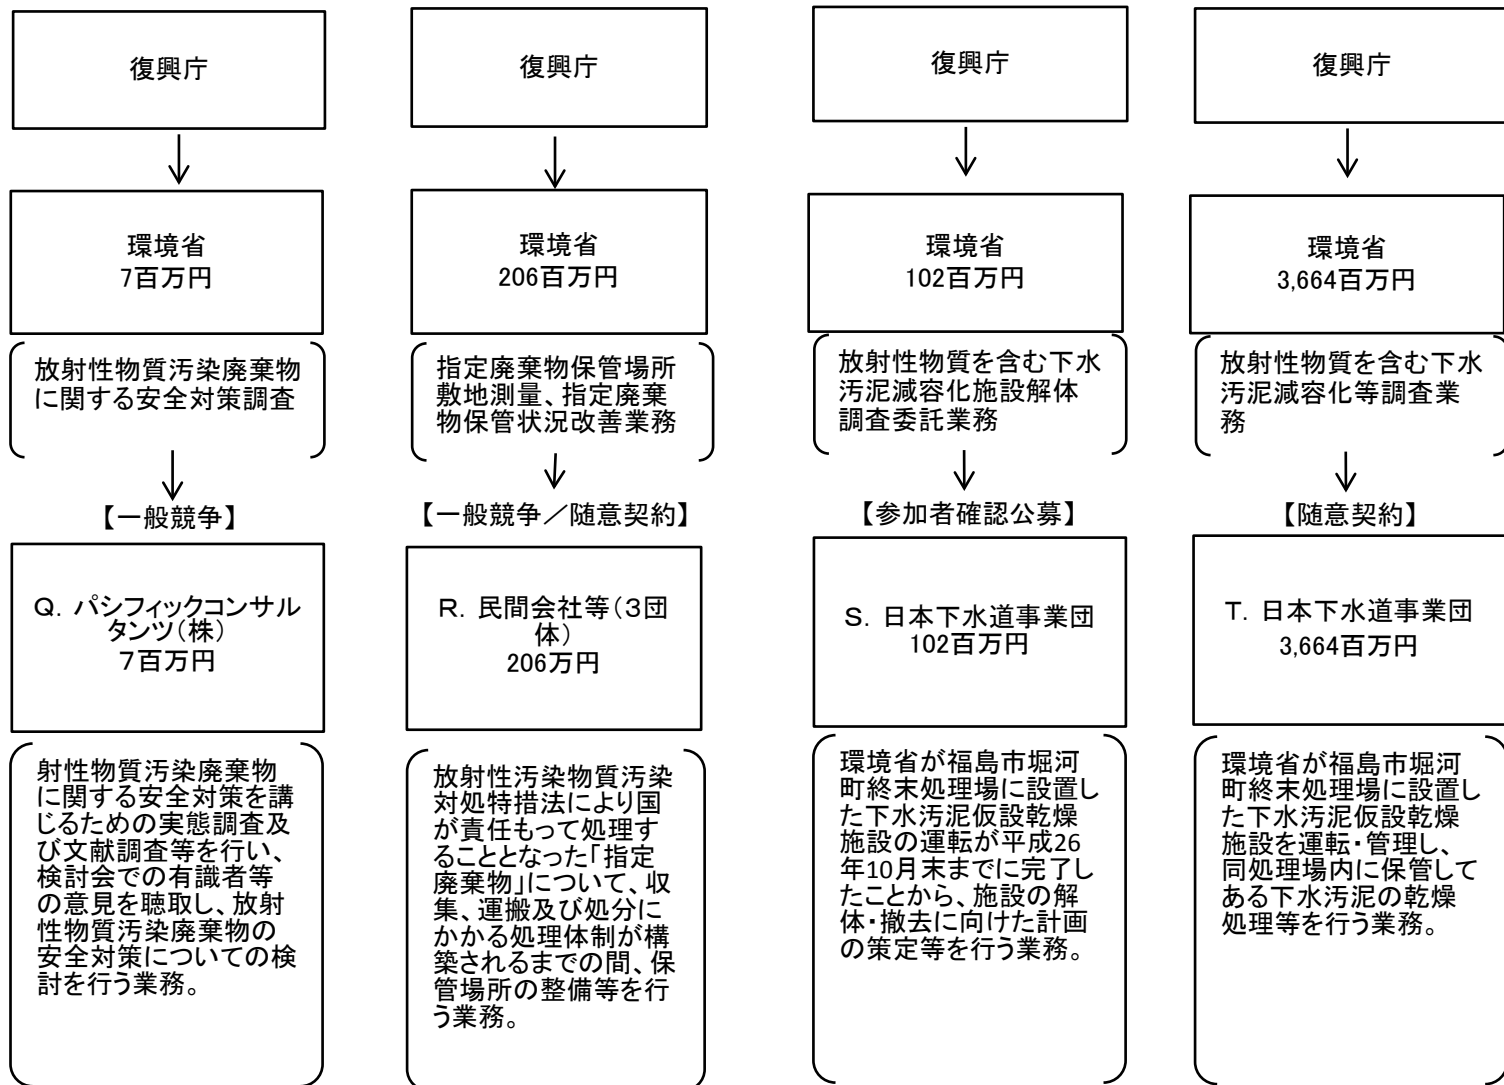 復興庁
環境省
7百万円
放射性物質汚染廃棄物
に関する安全対策調査
【一般競争】
Q. パシフィックコンサル
タンツ(株)
7百万円
射性物質汚染廃棄物
に関する安全対策を講
じるための実態調査及
び文献調査等を行い、
検討会での有識者等
の意見を聴取し、放射
性物質汚染廃棄物の
安全対策についての検
討を行う業務。
復興庁
環境省
206百万円
指定廃棄物保管場所
敷地測量、指定廃棄
物保管状況改善業務
【一般競争/随意契約】
R. 民間会社等(3団
体)
206万円
放射性汚染物質汚染
対処特措法により国
が責任もって処理す
ることとなった「指定
廃棄物」について、収
集、運搬及び処分に
かかる処理体制が構
築されるまでの間、保
管場所の整備等を行
う業務。
復興庁
環境省
102百万円
放射性物質を含む下水
汚泥減容化施設解体
調査委託業務
【参加者確認公募】
S. 日本下水道事業団
102百万円
環境省が福島市堀河
町終末処理場に設置し
た下水汚泥仮設乾燥
施設の運転が平成26
年10月末までに完了し
たことから、施設の解
体・撤去に向けた計画
の策定等を行う業務。
復興庁
環境省
3,664百万円
放射性物質を含む下水
汚泥減容化等調査業
務
【随意契約】
T. 日本下水道事業団
3,664百万円
環境省が福島市堀河
町終末処理場に設置し
た下水汚泥仮設乾燥
施設を運転・管理し、
同処理場内に保管して
ある下水汚泥の乾燥
処理等を行う業務。